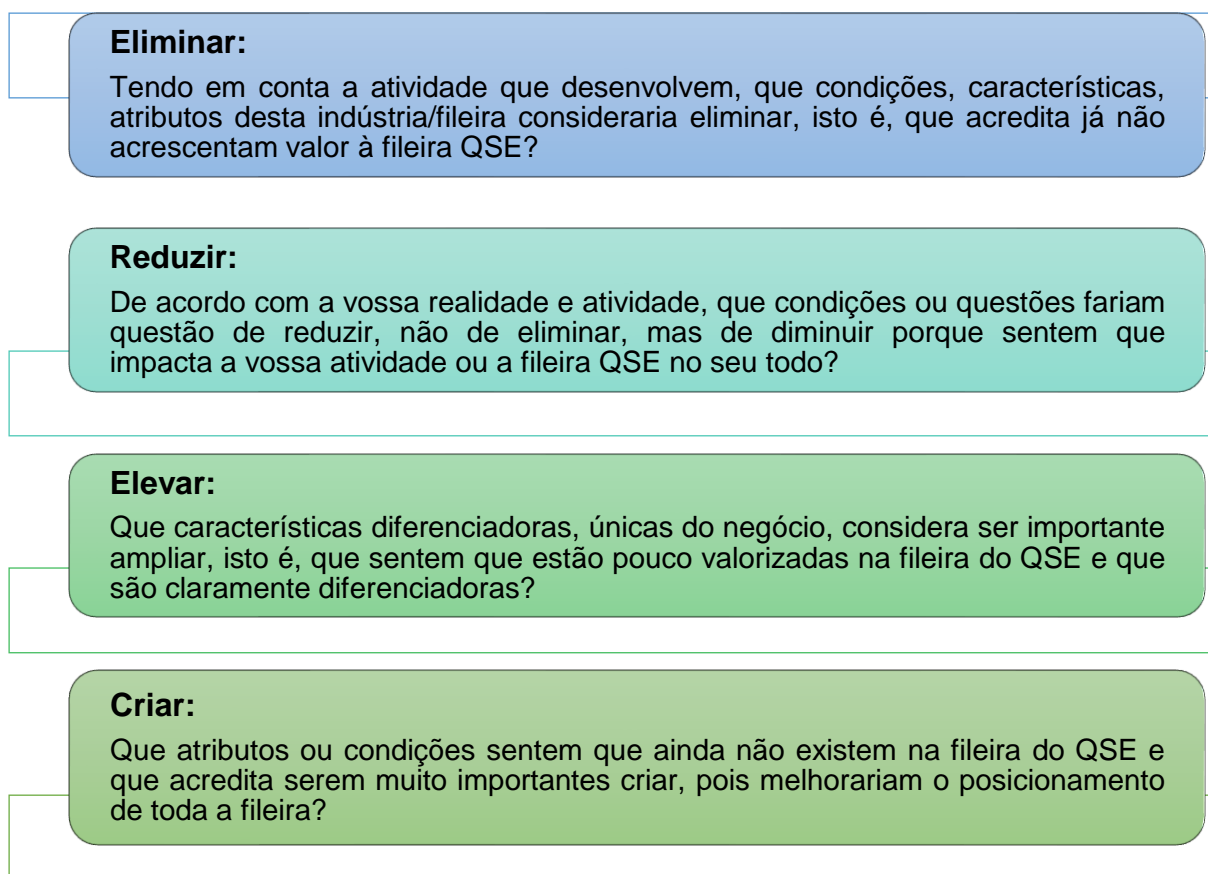 Eliminar:
Tendo em conta a atividade que desenvolvem, que condições, características,
atributos desta indústria/fileira consideraria eliminar, isto é, que acredita já não
acrescentam valor à fileira QSE?
Reduzir:
De acordo com a vossa realidade e atividade, que condições ou questões fariam
questão de reduzir, não de eliminar, mas de diminuir porque sentem que
impacta a vossa atividade ou a fileira QSE no seu todo?
Elevar:
Que características diferenciadoras, únicas do negócio, considera ser importante
ampliar, isto é, que sentem que estão pouco valorizadas na fileira do QSE e que
são claramente diferenciadoras?
Criar:
Que atributos ou condições sentem que ainda não existem na fileira do QSE e
que acredita serem muito importantes criar, pois melhorariam o posicionamento
de toda a fileira?